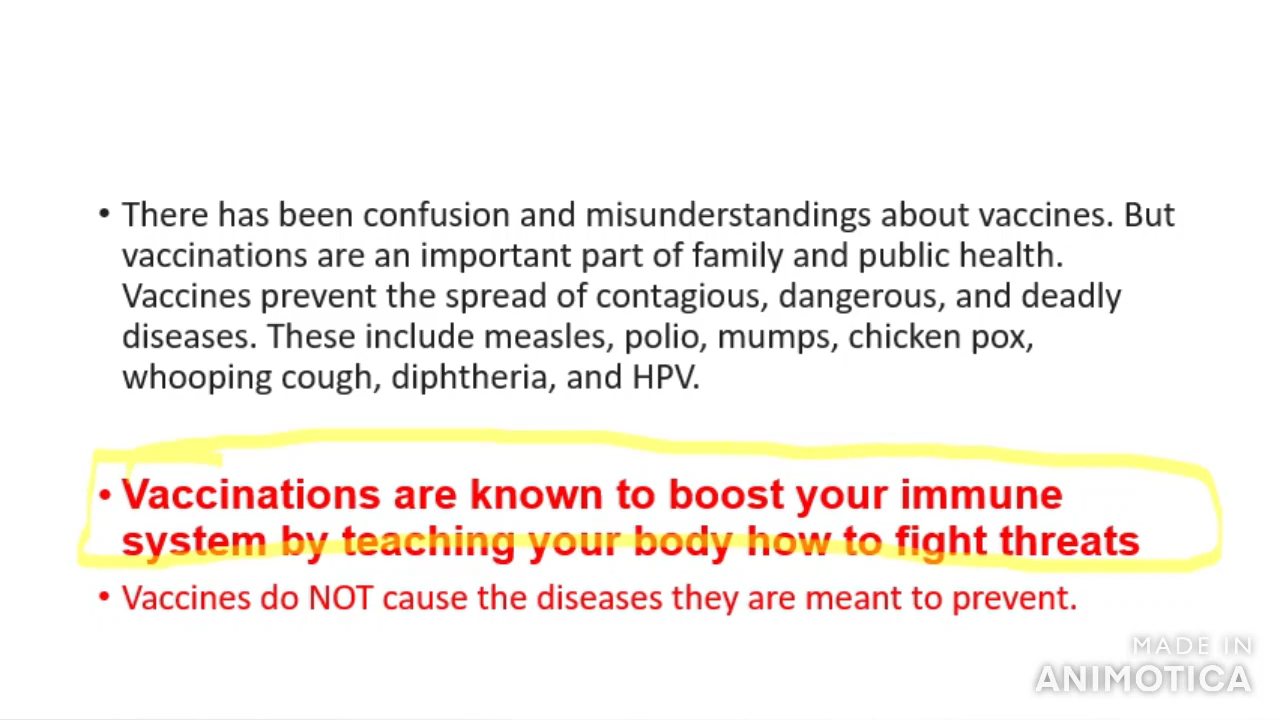 • There has been confusion and misunderstandings about vaccines. But
vaccinations are an important part of family and public health.
Vaccines prevent the spread of contagious, dangerous, and deadly
diseases. These include measles, polio, mumps, chicken pox,
whooping cough, diphtheria, and HPV.
• Vaccinations are known to boost your immune
system by teaching your body how to fight threats
• Vaccines do NOT cause the diseases they are meant to prevent.
MADE IN
ANIMOTICA